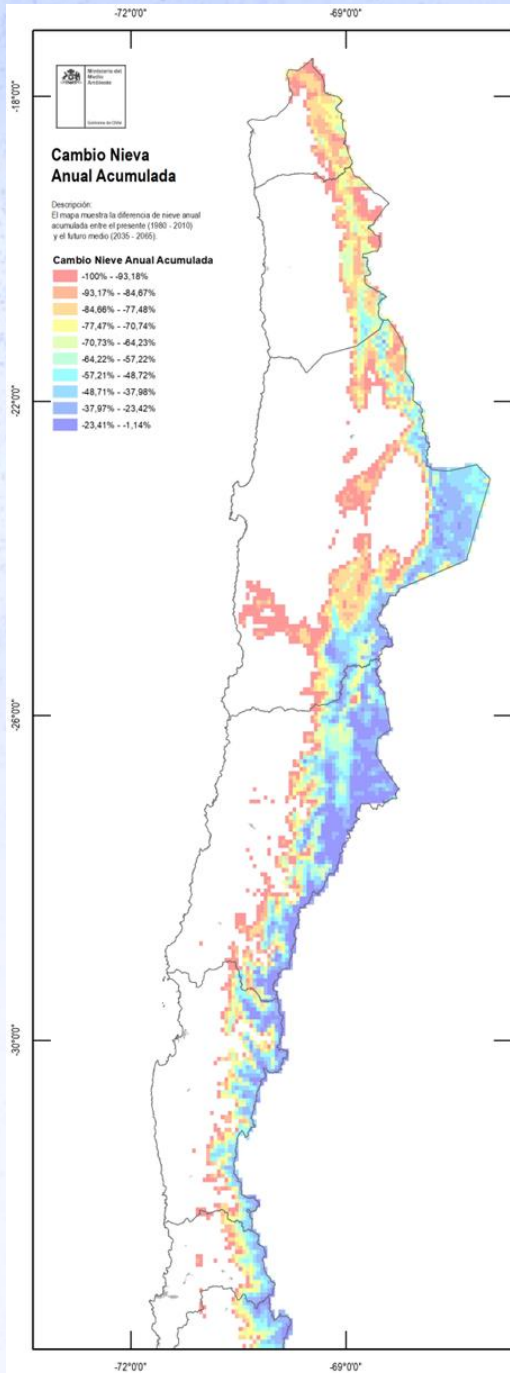 -72°0'0"
-69°0'0"
Ministerio del
Medio
Ambiente
Gobierno de Chile
-18°0'0"
Cambio Nieva
Anual Acumulada
Descripción:
El mapa muestra la diferencia de nieve anual
acumulada entre el presente (1980 - 2010)
y el futuro medio (2035 - 2065).
Cambio Nieve Anual Acumulada
-100% - -93,18%
-93,17% - -84,67%
-84,66% - -77,48%
-77,47% - -70,74%
-70,73% - -64,23%
-64,22% - -57,22%
-57,21% - -48,72%
-48,71% - -37,98%
-37,97% - -23,42%
-23,41% - -1,14%
-22°0'0"
-26°0'0"
-30°0'0"
-72°0'0"
-69°0'0"